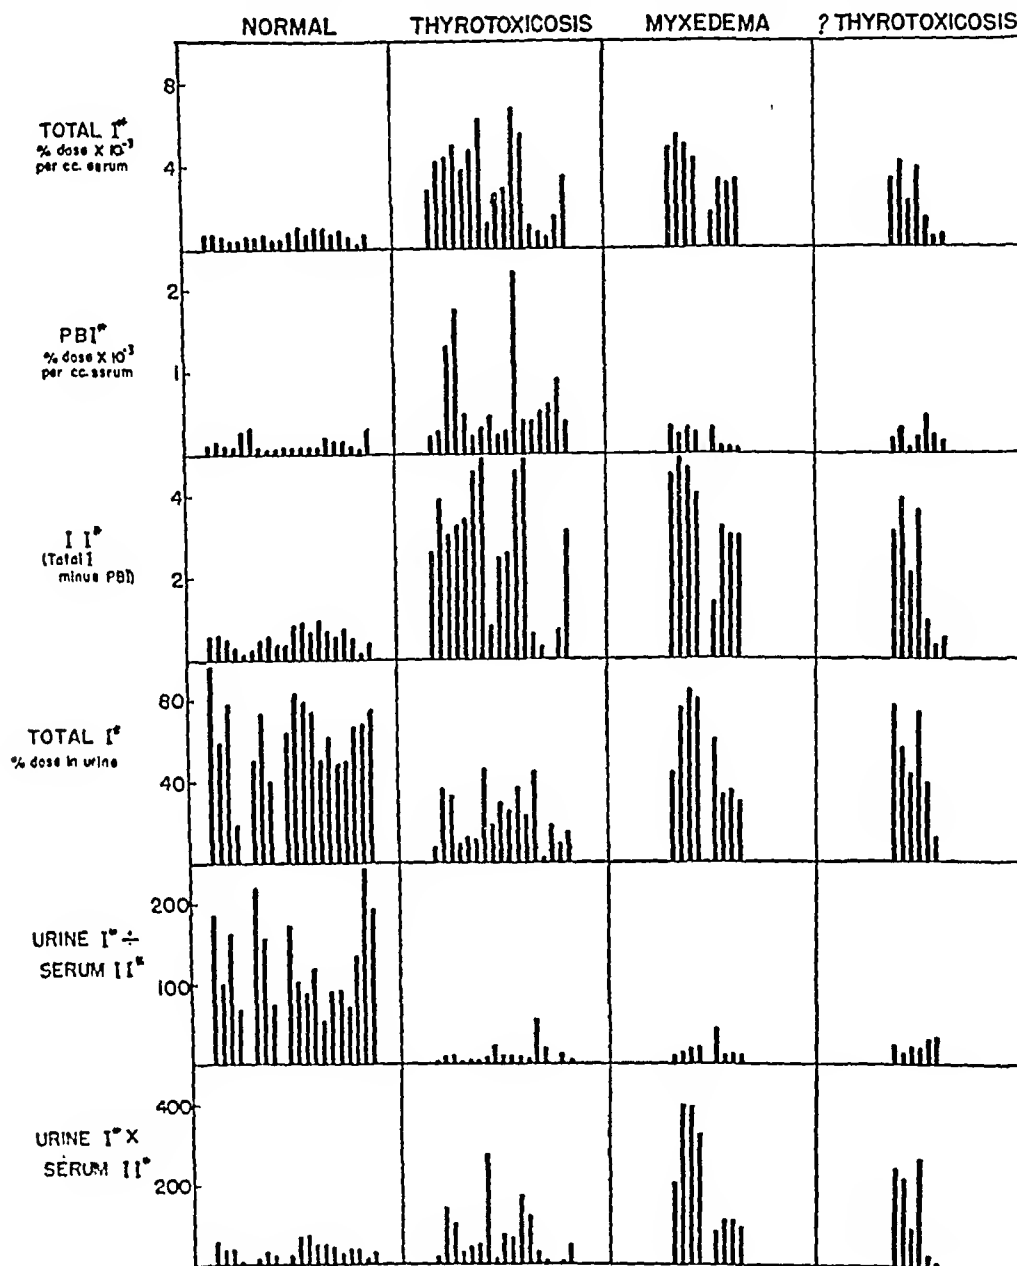 NORMAL THYROTOXICOSIS MYXEDEMA ? THYROTOXICOSIS
8
TOTAL I*
% dose X 10-3
per cc. serum
4
2
PBI*
% dose X 10-3
per cc. serum
1
4
I I*
(Total I
minus PBI)
2
80
TOTAL I*
% dose in urine
40
200
URINE I* ÷
SERUM II*
100
400
URINE I* X
SERUM II*
200